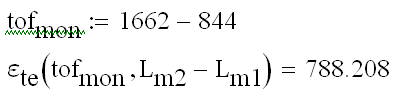 tof_mon := 1662 − 844
ε_te(tof_mon , L_m2 − L_m1) = 788.208